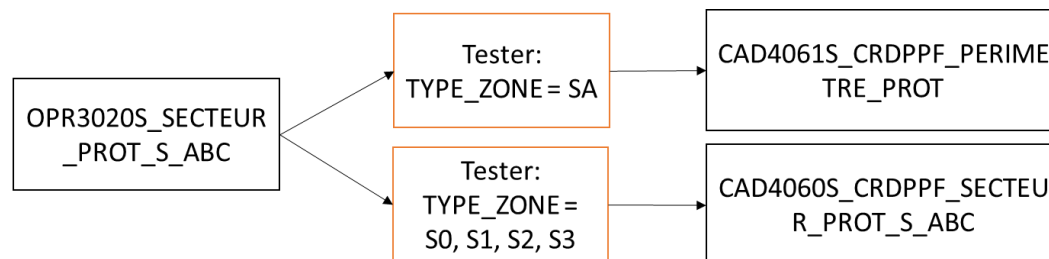 OPR3020S_SECTEUR
_PROT_S_ABC
Tester:
TYPE_ZONE = SA
CAD4061S_CRDPPF_PERIME
TRE_PROT
Tester:
TYPE_ZONE =
S0, S1, S2, S3
CAD4060S_CRDPPF_SECTEU
R_PROT_S_ABC